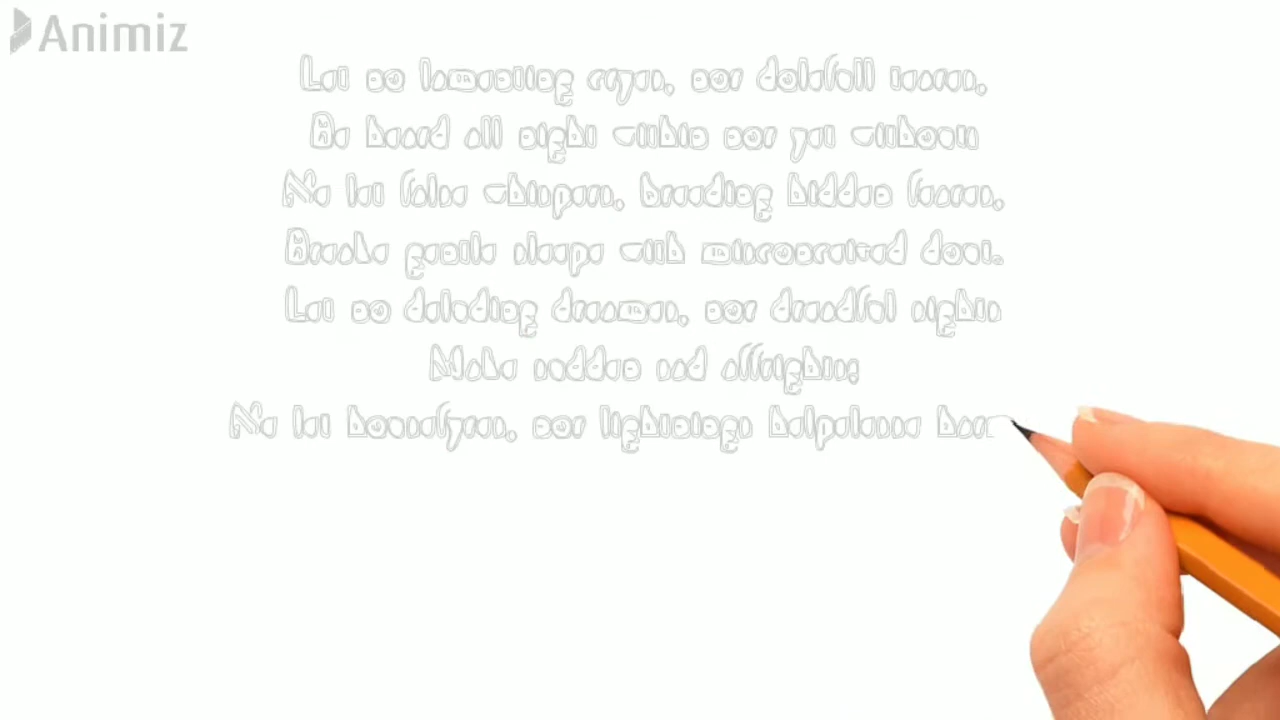 Animiz
Let no lamenting cryes, nor dolefull teares,
Be heard all night within nor yet without
Ne let false whispers, breeding hidden feares,
Breake gentle sleepe with misconceived dout.
Let no deluding dreames, nor dreadful sights
Make sudden sad affrights;
Ne let housefyres, nor lightnings helpelesse